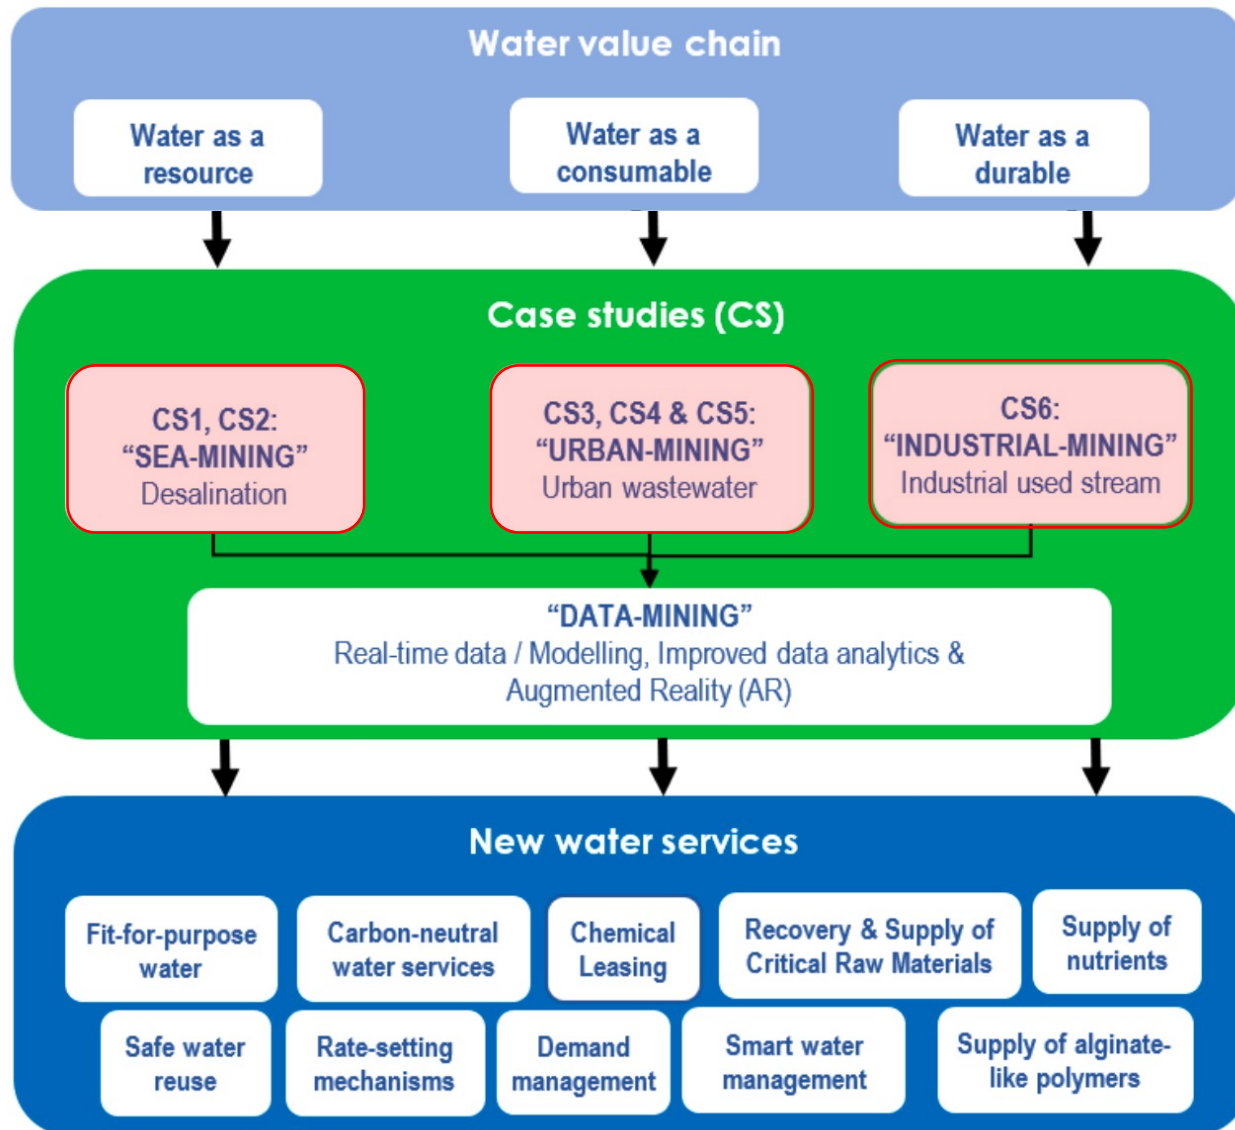 Water value chain
Water as a
resource
Water as a
consumable
Water as a
durable
Case studies (CS)
CS1, CS2:
“SEA-MINING”
Desalination
CS3, CS4 & CS5:
“URBAN-MINING”
Urban wastewater
CS6:
“INDUSTRIAL-MINING”
Industrial used stream
“DATA-MINING”
Real-time data / Modelling, Improved data analytics &
Augmented Reality (AR)
New water services
Fit-for-purpose
water
Carbon-neutral
water services
Chemical
Leasing
Recovery & Supply of
Critical Raw Materials
Supply of
nutrients
Safe water
reuse
Rate-setting
mechanisms
Demand
management
Smart water
management
Supply of alginate-
like polymers